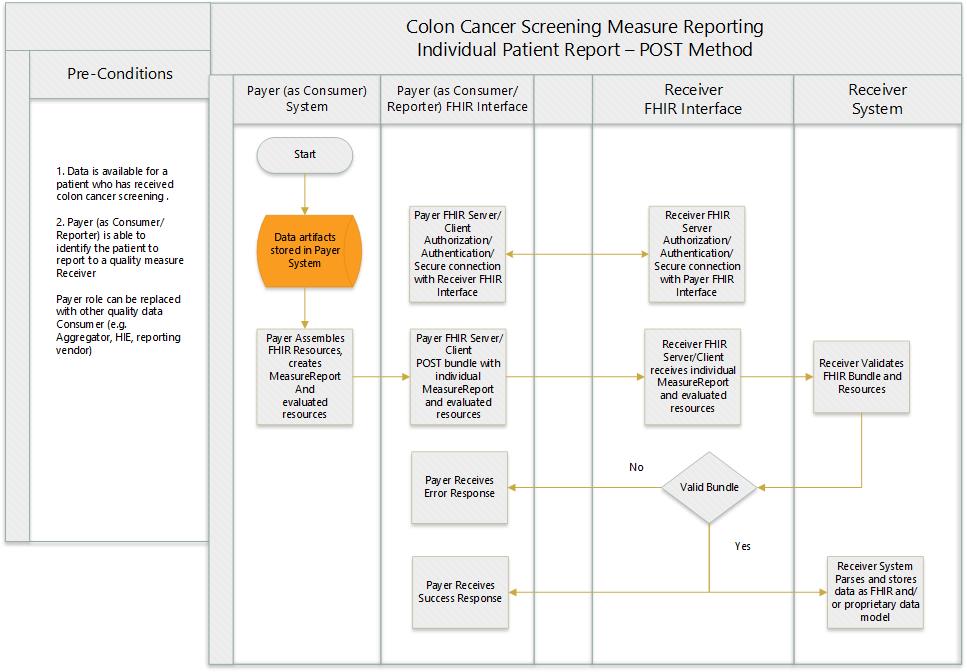 Colon Cancer Screening Measure Reporting
Individual Patient Report – POST Method
Pre-Conditions
1. Data is available for a
patient who has received
colon cancer screening .
2. Payer (as Consumer/
Reporter) is able to
identify the patient to
report to a quality measure
Receiver
Payer role can be replaced
with other quality data
Consumer (e.g.
Aggregator, HIE, reporting
vendor)
Payer (as Consumer)
System
Payer (as Consumer/
Reporter) FHIR Interface
Receiver
FHIR Interface
Receiver
System
Start
Data artifacts
stored in Payer
System
Payer FHIR Server/
Client
Authorization/
Authentication/
Secure connection
with Receiver FHIR
Interface
Receiver FHIR
Server
Authorization/
Authentication/
Secure connection
with Payer FHIR
Interface
Payer Assembles
FHIR Resources,
creates
MeasureReport
And
evaluated
resources
Payer FHIR Server/
Client
POST bundle with
individual
MeasureReport
and evaluated
resources
Receiver FHIR
Server/Client
receives individual
MeasureReport
and evaluated
resources
Receiver Validates
FHIR Bundle and
Resources
Payer Receives
Error Response
No
Valid Bundle
Yes
Payer Receives
Success Response
Receiver System
Parses and stores
data as FHIR and/
or proprietary data
model